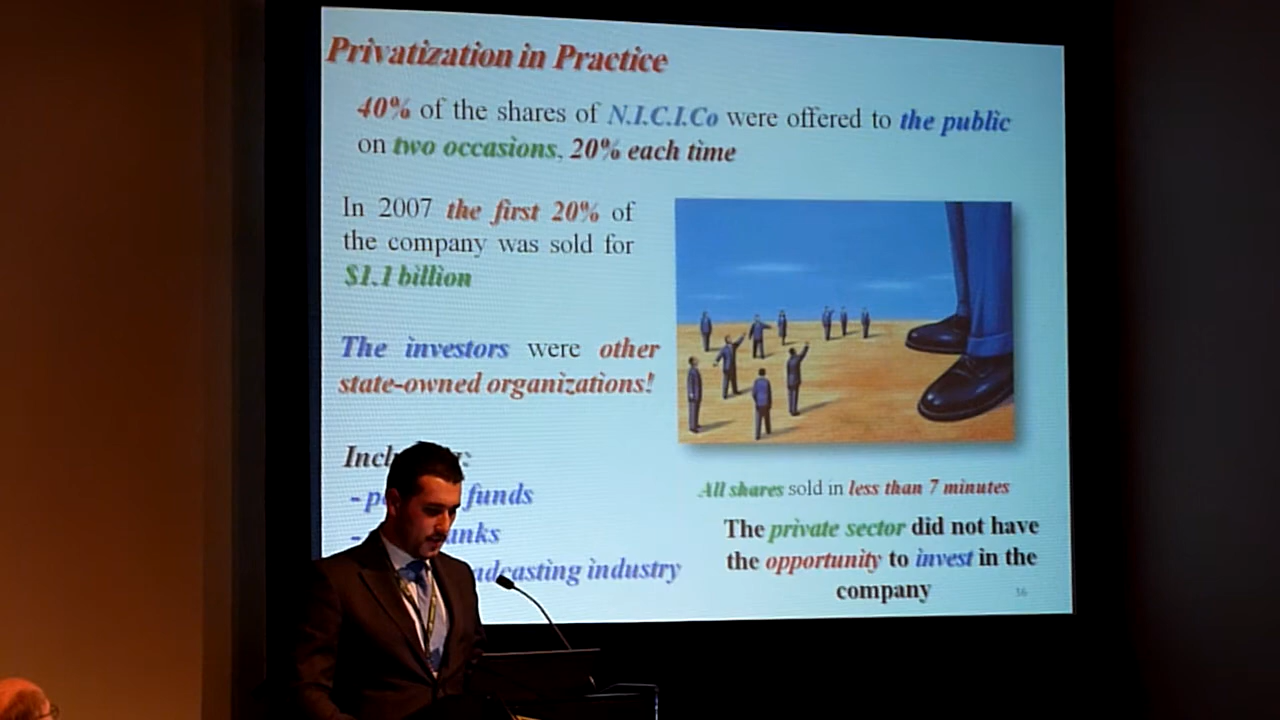 Privatization in Practice
40% of the shares of N.I.C.I.Co were offered to the public
on two occasions, 20% each time
In 2007 the first 20% of
the company was sold for
$1.1 billion
The investors were other
state-owned organizations!
- funds
-
industry
All shares sold in less than 7 minutes
The private sector did not have
the opportunity to invest in the
company
16